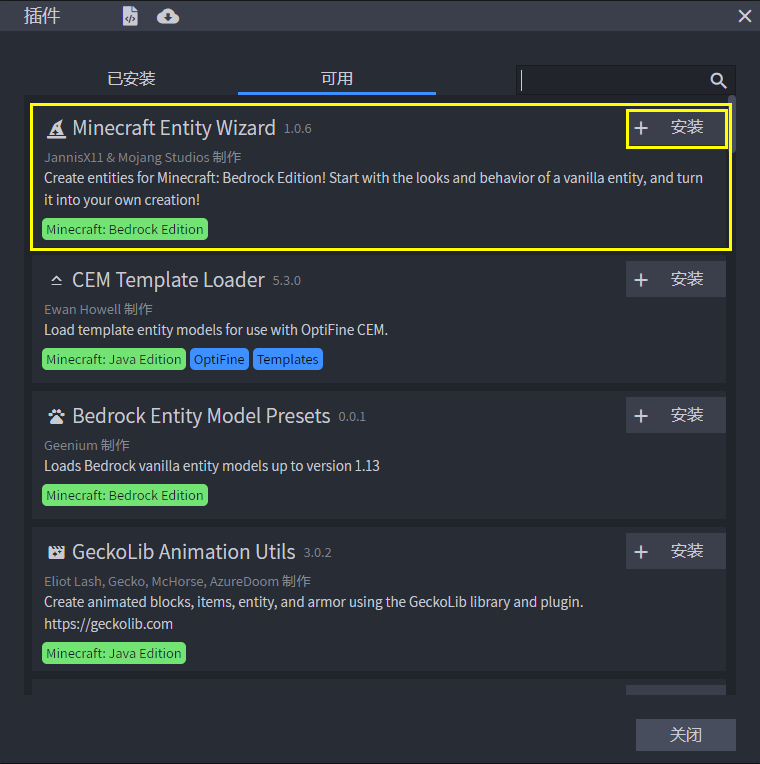 插件
已安装
可用
Minecraft Entity Wizard 1.0.6
安装
JannisX11 & Mojang Studios 制作
Create entities for Minecraft: Bedrock Edition! Start with the looks and behavior of a vanilla entity, and turn
it into your own creation!
Minecraft: Bedrock Edition
CEM Template Loader 5.3.0
安装
Ewan Howell 制作
Load template entity models for use with OptiFine CEM.
Minecraft: Java Edition OptiFine Templates
Bedrock Entity Model Presets 0.0.1
安装
Geenium 制作
Loads Bedrock vanilla entity models up to version 1.13
Minecraft: Bedrock Edition
GeckoLib Animation Utils 3.0.2
安装
Eliot Lash, Gecko, McHorse, AzureDoom 制作
Create animated blocks, items, entity, and armor using the GeckoLib library and plugin.
https://geckolib.com
Minecraft: Java Edition
关闭